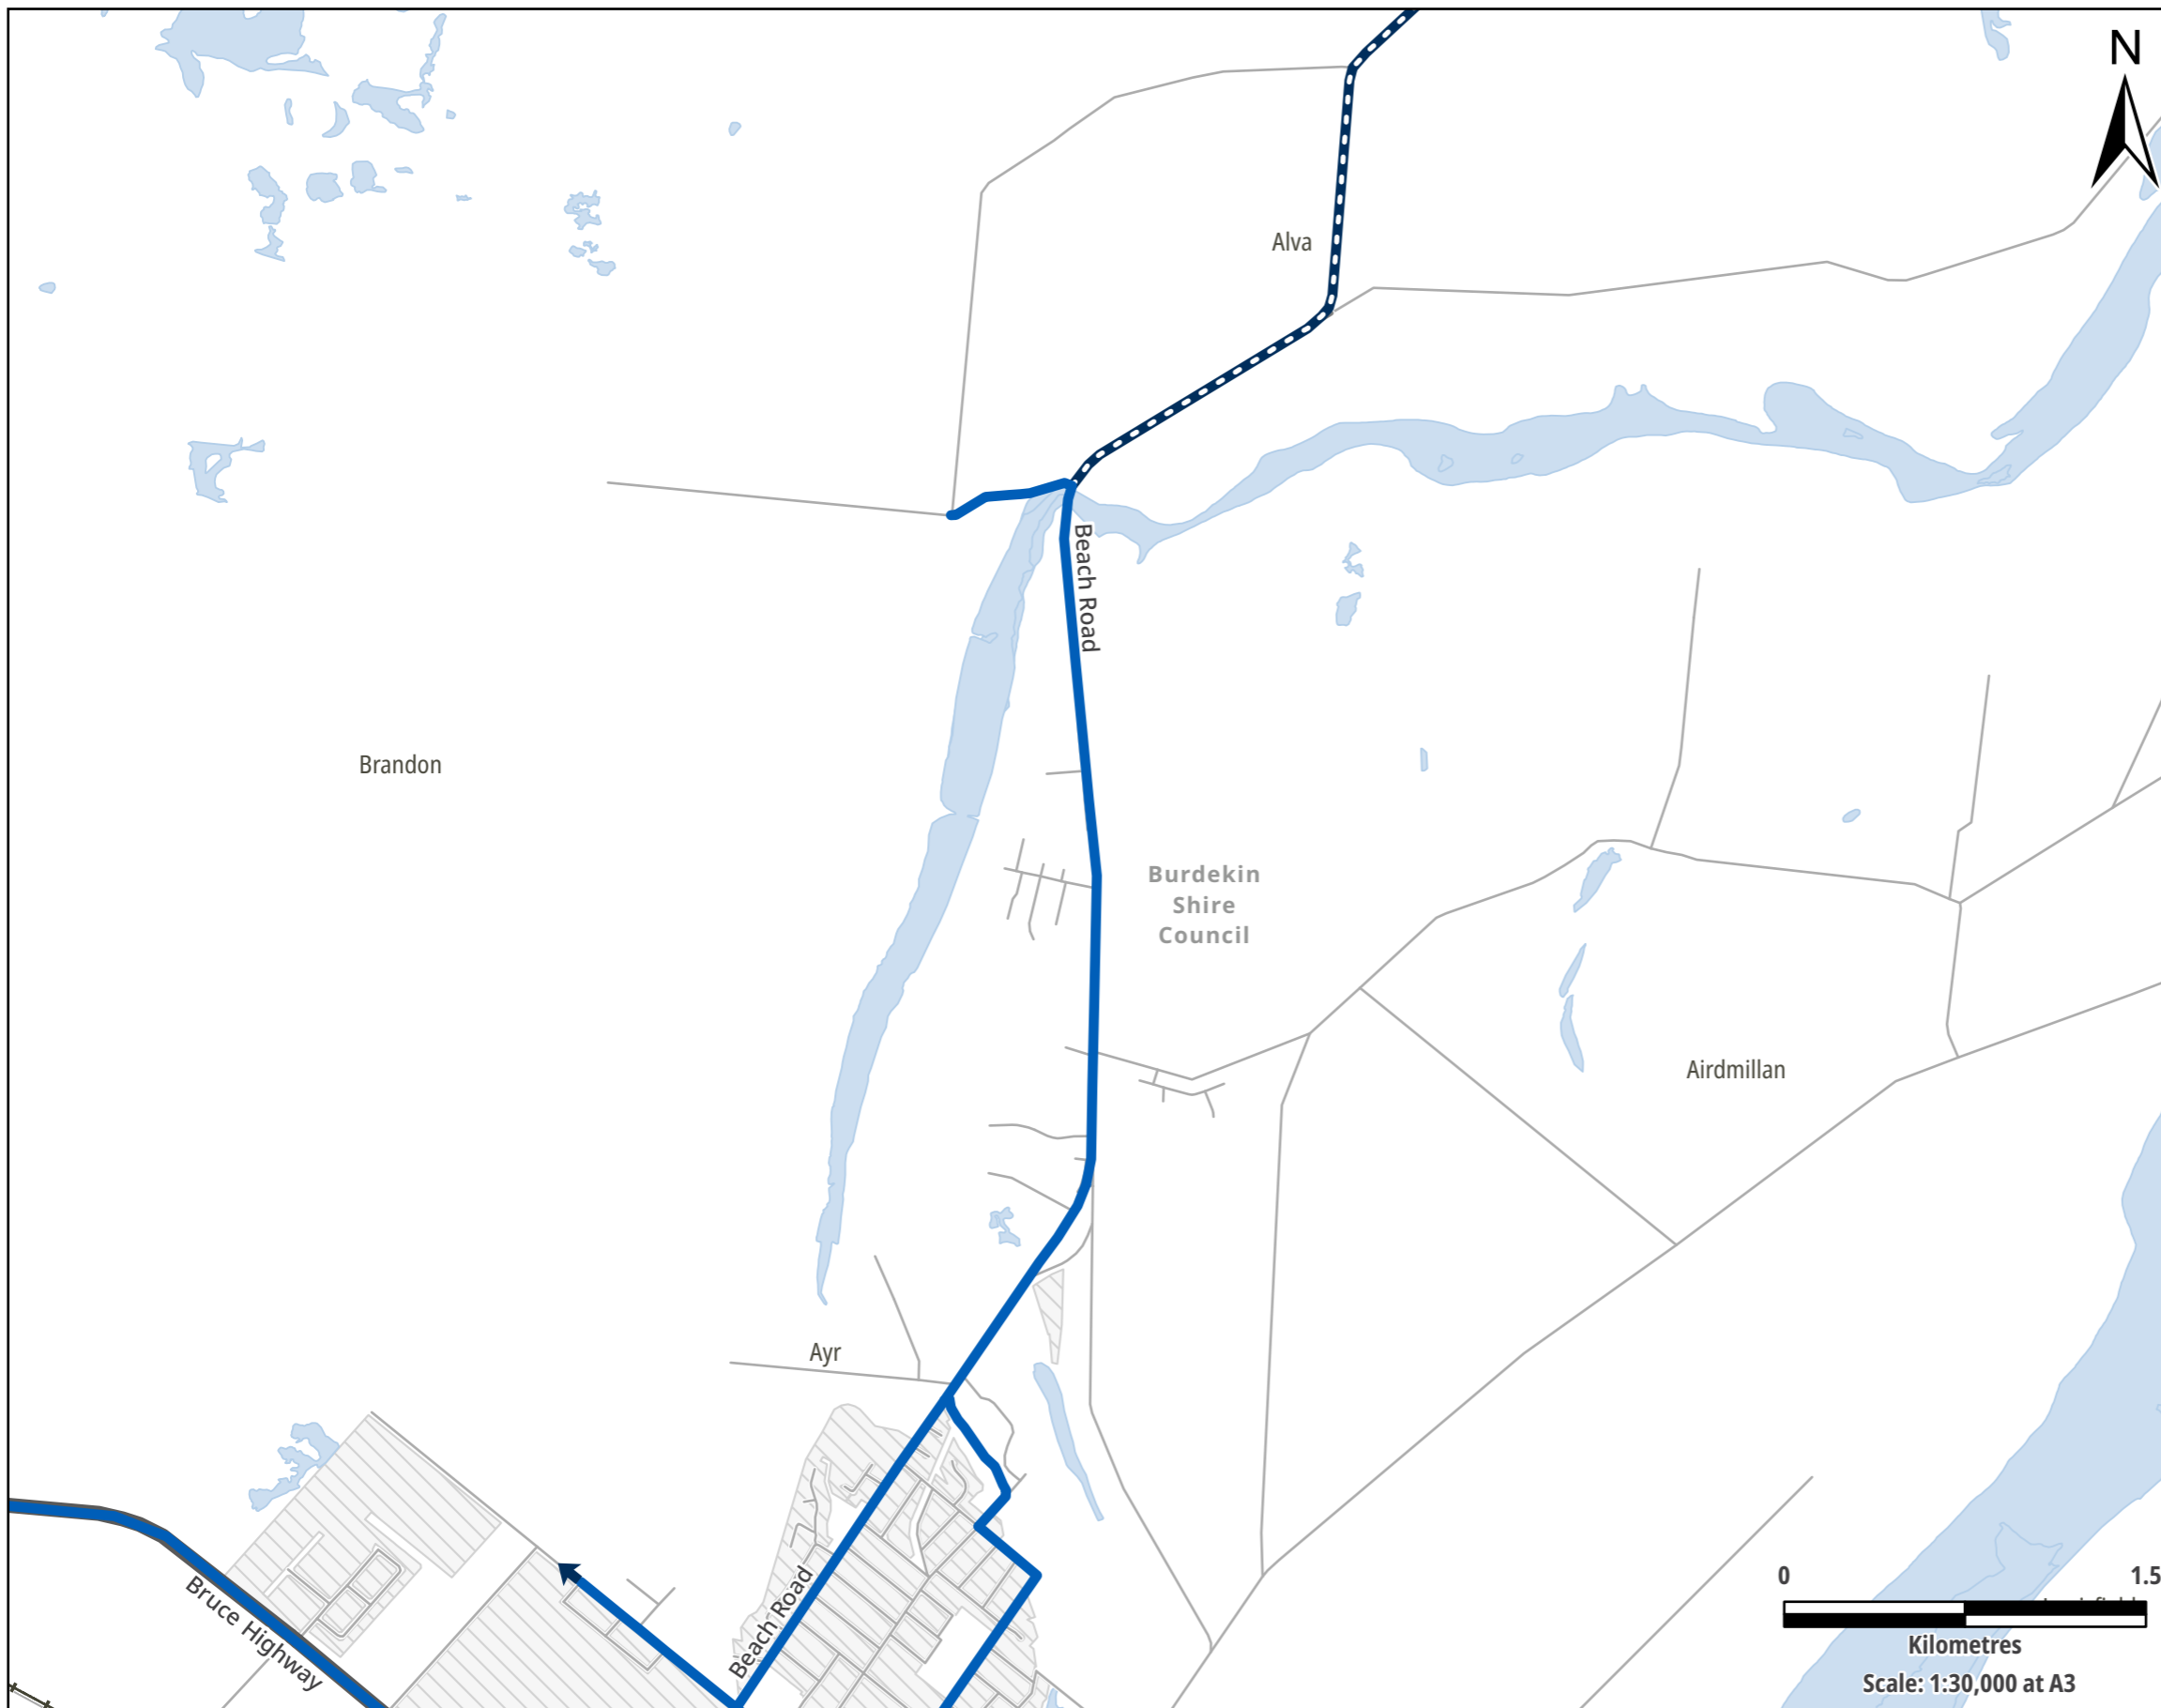 N
Alva
Beach Road
Brandon
Burdekin
Shire
Council
Airdmillan
Ayr
Beach Road
Bruce Highway
0 1.5
Kilometres
Scale: 1:30,000 at A3